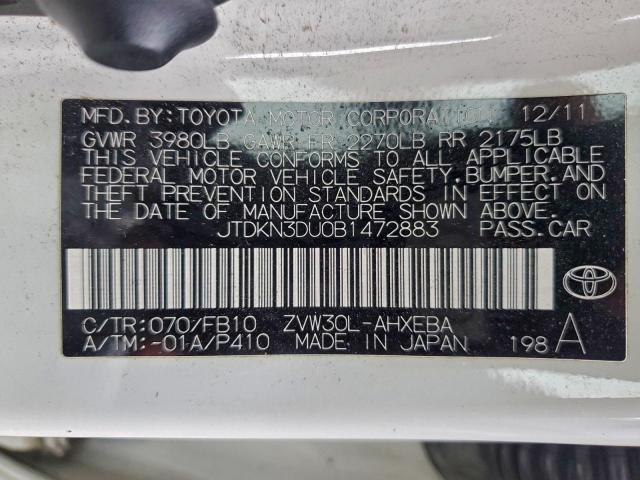 MFD. BY: TOYOTA MOTOR CORPORATION 12/11
GVWR 3980LB GAWR FR 2270LB RR 2175LB
THIS VEHICLE CONFORMS TO ALL APPLICABLE
FEDERAL MOTOR VEHICLE SAFETY, BUMPER, AND
THEFT PREVENTION STANDARDS IN EFFECT ON
THE DATE OF MANUFACTURE SHOWN ABOVE.
JTDKN3DU0B1472883 PASS.CAR
C/TR:070/FB10 ZVW30L-AHXEBA
A/TM:-01A/P410 MADE IN JAPAN 198 A